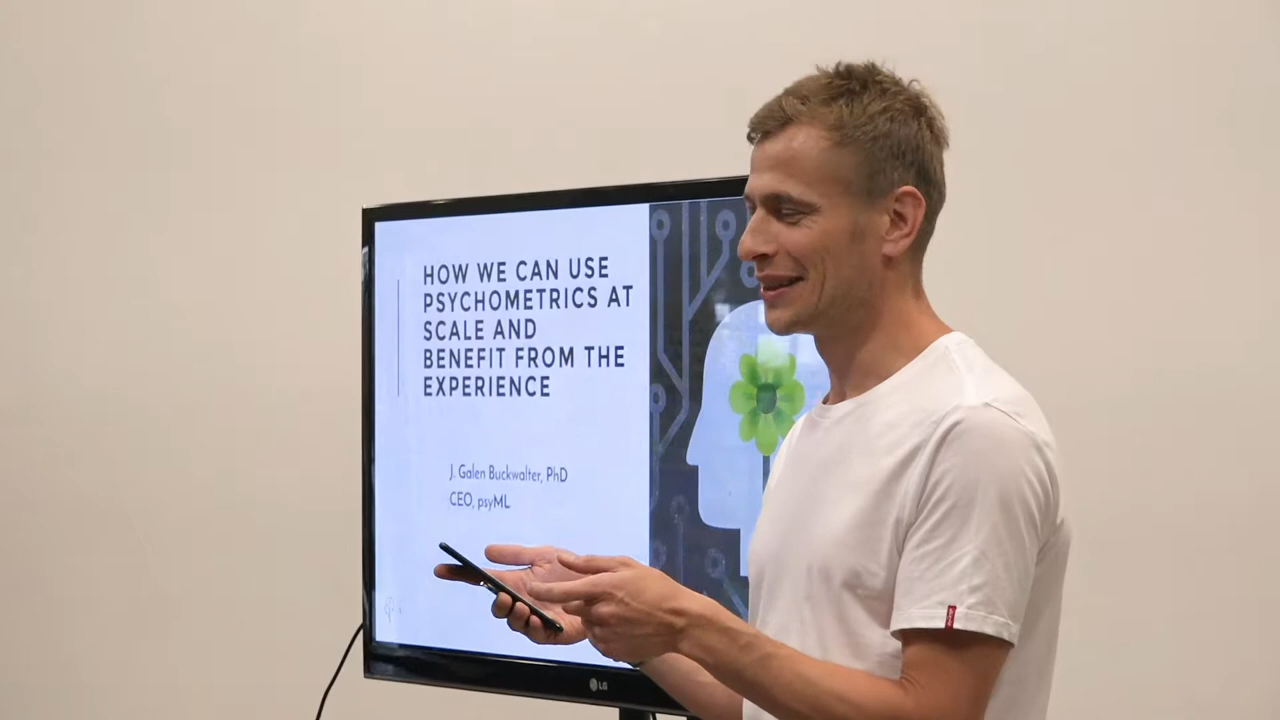 HOW WE CAN USE
PSYCHOMETRICS AT
SCALE AND
BENEFIT FROM THE
EXPERIENCE
J. Galen Buckwalter, PhD
CEO, psyML
LG